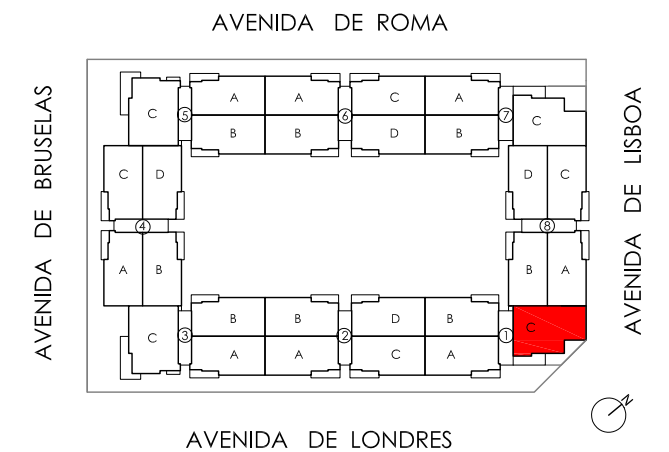 AVENIDA DE ROMA
AVENIDA DE BRUSELAS
AVENIDA DE LISBOA
C 5 A A 6 C A 7 C
B B D B
C D D C
4 8
A B B A
C 3 B B 2 D B 1 C
A A C A
N
AVENIDA DE LONDRES